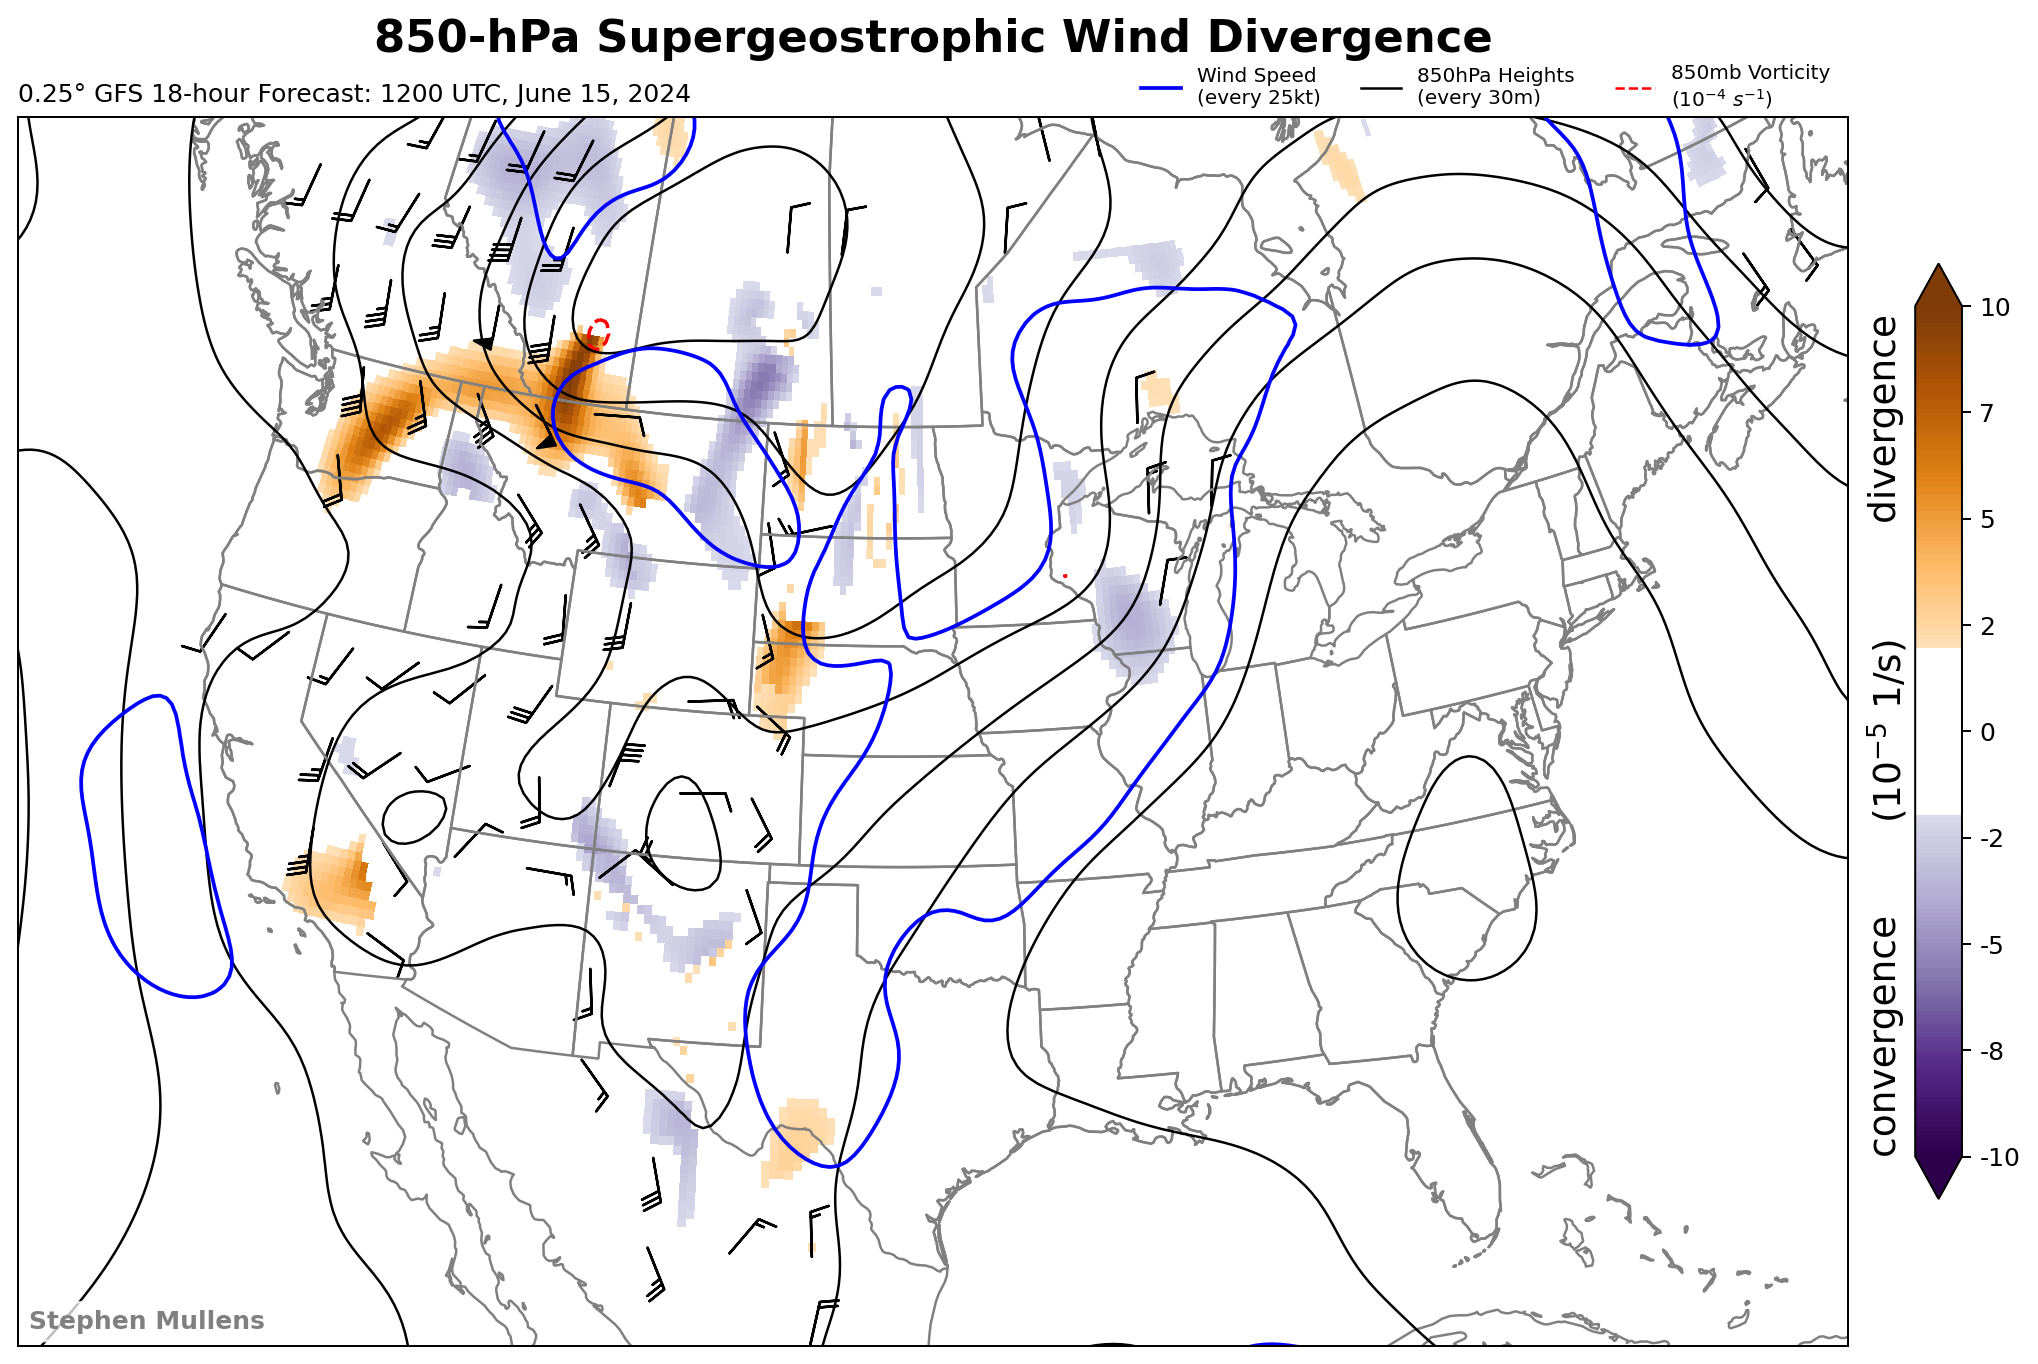 850-hPa Supergeostrophic Wind Divergence
0.25° GFS 18-hour Forecast: 1200 UTC, June 15, 2024
Wind Speed
(every 25kt)
850hPa Heights
(every 30m)
850mb Vorticity
(10⁻⁴ s⁻¹)
convergence (10⁻⁵ 1/s) divergence
10
7
5
2
0
-2
-5
-8
-10
Stephen Mullens